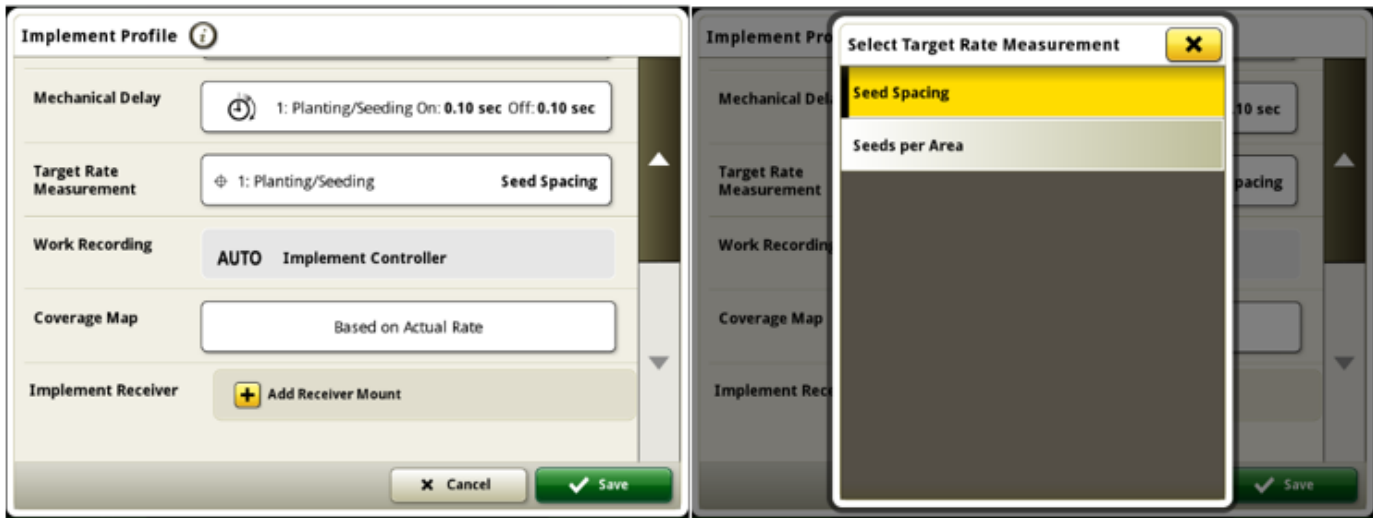 Implement Profile
Mechanical Delay
1: Planting/Seeding On: 0.10 sec Off: 0.10 sec
Target Rate
Measurement
1: Planting/Seeding Seed Spacing
Work Recording
AUTO Implement Controller
Coverage Map
Based on Actual Rate
Implement Receiver
Add Receiver Mount
Cancel
Save
Implement Pro
Select Target Rate Measurement
Mechanical Del
Seed Spacing
.10 sec
Seeds per Area
Target Rate
Measurement
pacing
Work Recording
Coverage Map
Implement Rece
Save